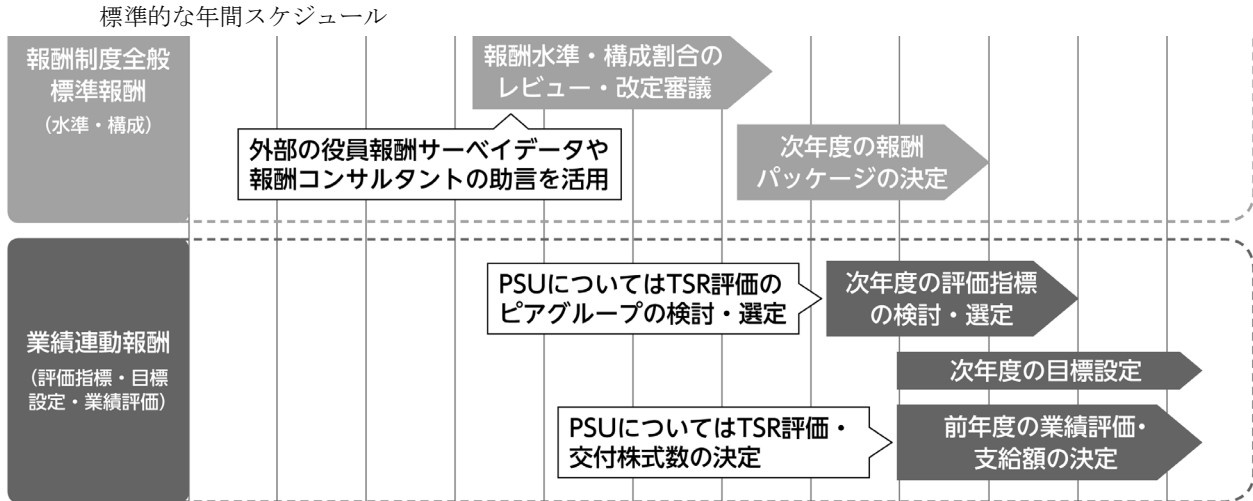 標準的な年間スケジュール
報酬制度全般
標準報酬
（水準・構成）
報酬水準・構成割合の
レビュー・改定審議
外部の役員報酬サーベイデータや
報酬コンサルタントの助言を活用
次年度の報酬
パッケージの決定
業績連動報酬
（評価指標・目標
設定・業績評価）
PSUについてはTSR評価の
ピアグループの検討・選定
次年度の評価指標
の検討・選定
次年度の目標設定
PSUについてはTSR評価・
交付株式数の決定
前年度の業績評価・
支給額の決定